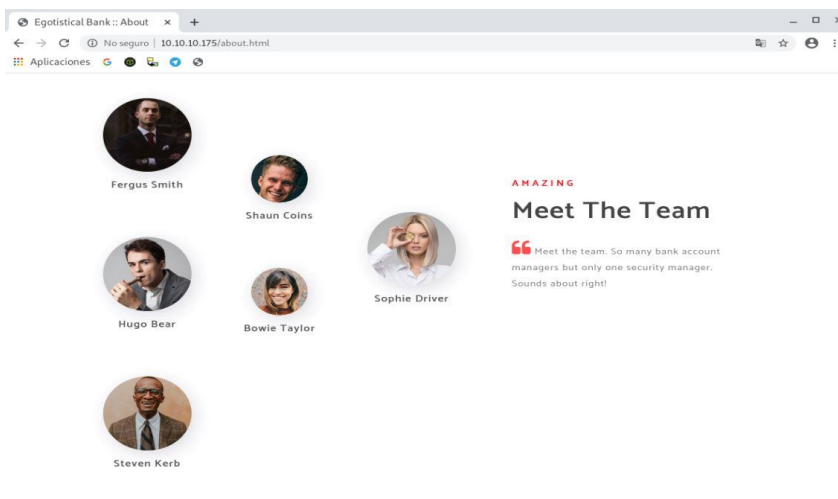 Egotistical Bank :: About
No seguro | 10.10.10.175/about.html
Aplicaciones
Fergus Smith
Shaun Coins
AMAZING
Meet The Team
Meet the team. So many bank account
managers but only one security manager.
Sounds about right!
Sophie Driver
Hugo Bear
Bowie Taylor
Steven Kerb